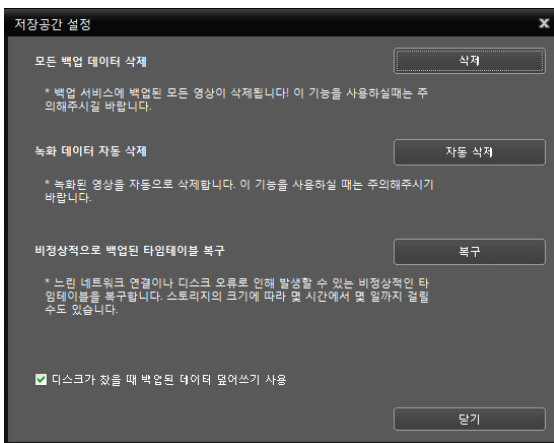 저장공간 설정
모든 백업 데이터 삭제
삭제
* 백업 서비스에 백업된 모든 영상이 삭제됩니다! 이 기능을 사용하실때는 주
의해주시길 바랍니다.
녹화 데이터 자동 삭제
자동 삭제
* 녹화된 영상을 자동으로 삭제합니다. 이 기능을 사용하실 때는 주의해주시기
바랍니다.
비정상적으로 백업된 타임테이블 복구
복구
* 느린 네트워크 연결이나 디스크 오류로 인해 발생할 수 있는 비정상적인 타
임테이블을 복구합니다. 스토리지의 크기에 따라 몇 시간에서 몇 일까지 걸릴
수도 있습니다.
디스크가 찼을 때 백업된 데이터 덮어쓰기 사용
닫기